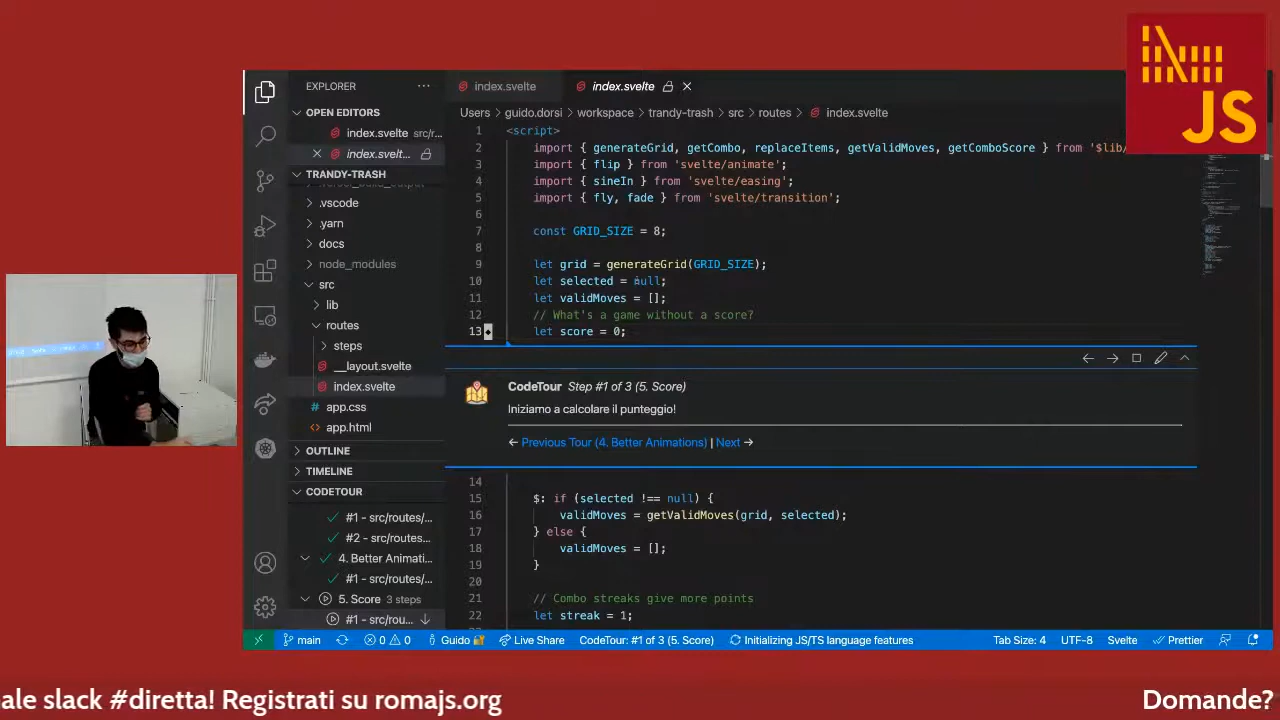 JS
EXPLORER
OPEN EDITORS
index.svelte src/r...
index.svelt...
TRANDY-TRASH
.vscode
.yarn
docs
node_modules
src
lib
routes
steps
__layout.svelte
index.svelte
app.css
app.html
OUTLINE
TIMELINE
CODETOUR
#1 - src/routes/...
#2 - src/routes...
4. Better Animati...
#1 - src/routes/...
5. Score 3 steps
#1 - src/rou...
index.svelte
index.svelte
Users > guido.dorsi > workspace > trandy-trash > src > routes > index.svelte
1 <script>
2 import { generateGrid, getCombo, replaceItems, getValidMoves, getComboScore } from '$lib/
3 import { flip } from 'svelte/animate';
4 import { sineIn } from 'svelte/easing';
5 import { fly, fade } from 'svelte/transition';
6
7 const GRID_SIZE = 8;
8
9 let grid = generateGrid(GRID_SIZE);
10 let selected = null;
11 let validMoves = [];
12 // What's a game without a score?
13 let score = 0;
CodeTour Step #1 of 3 (5. Score)
Iniziamo a calcolare il punteggio!
← Previous Tour (4. Better Animations) | Next →
14
15 $: if (selected !== null) {
16 validMoves = getValidMoves(grid, selected);
17 } else {
18 validMoves = [];
19 }
20
21 // Combo streaks give more points
22 let streak = 1;
main 0 0 Guido Live Share CodeTour: #1 of 3 (5. Score) Initializing JS/TS language features Tab Size: 4 UTF-8 Svelte Prettier
ale slack #diretta! Registrati su romajs.org Domande?